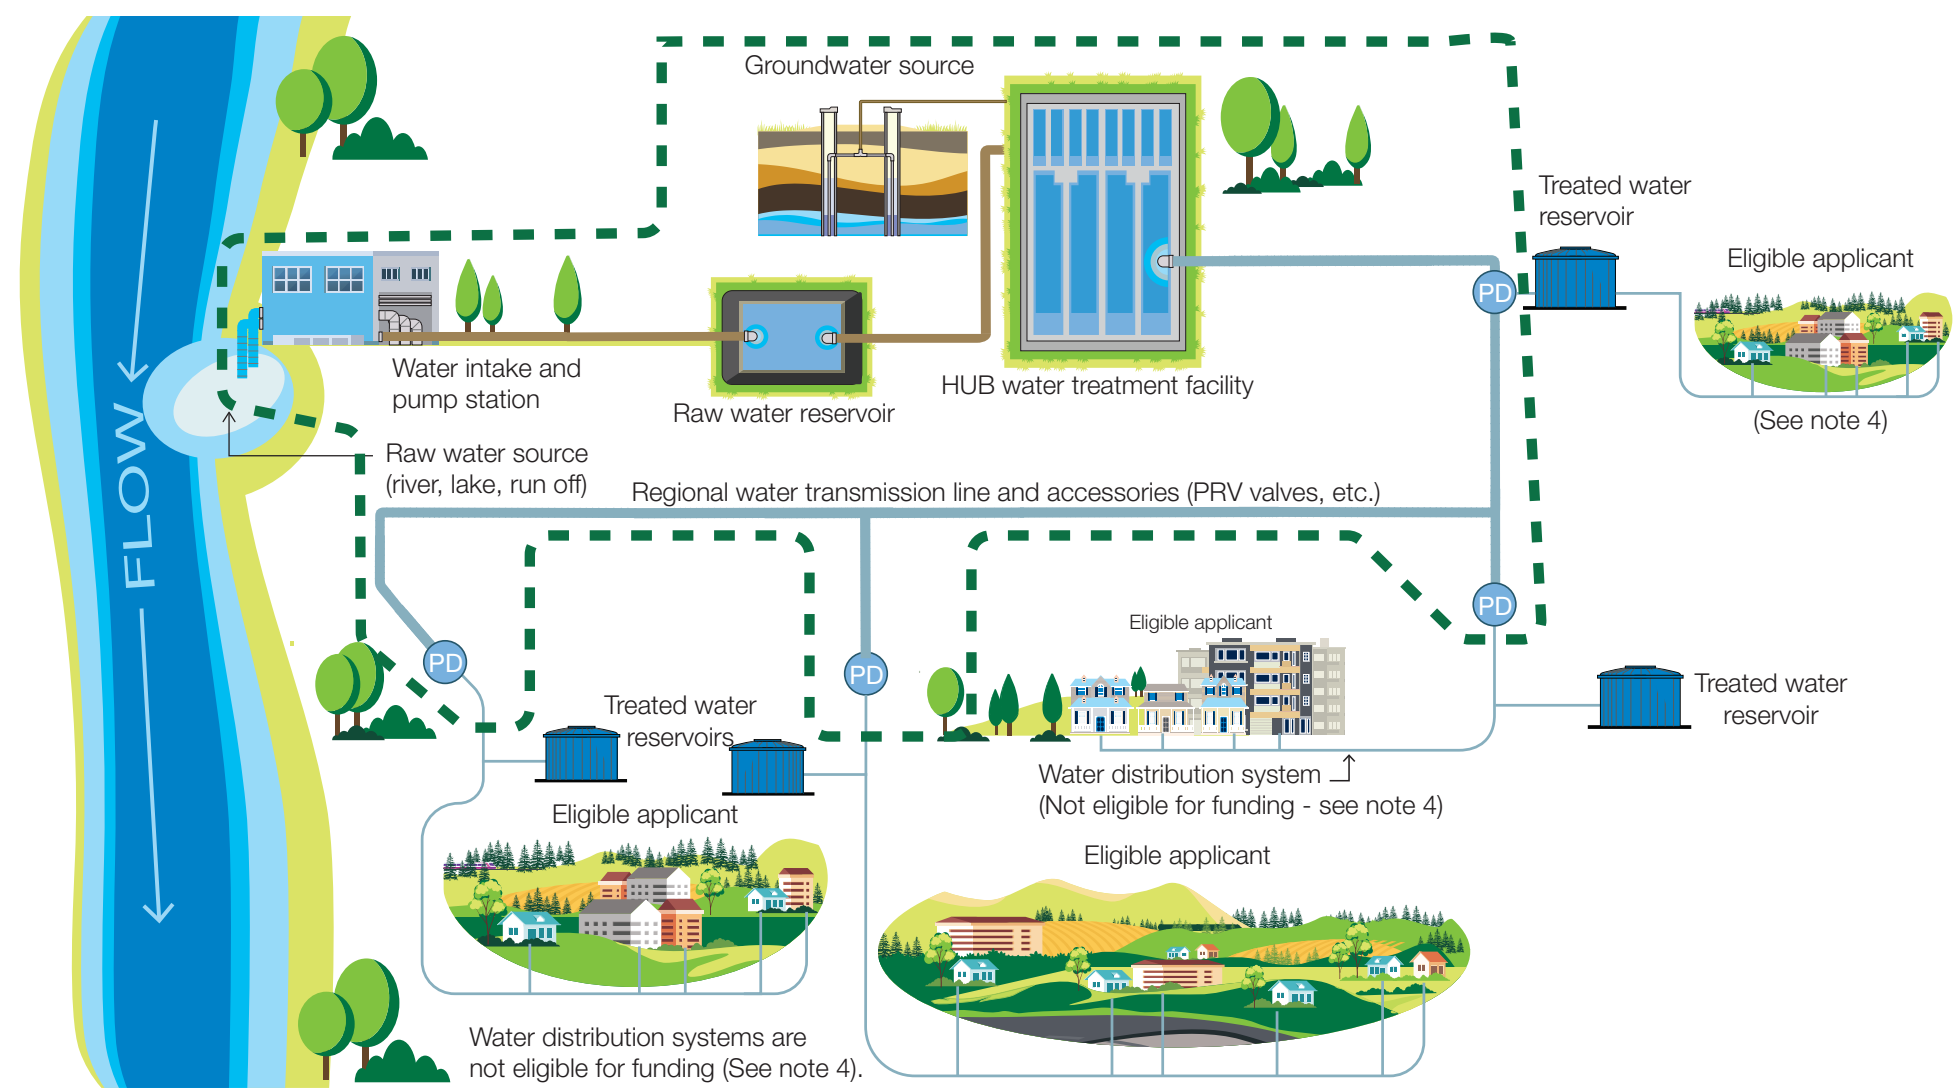 Groundwater source
Treated water
reservoir
Eligible applicant
PD
(See note 4)
HUB water treatment facility
Water intake and
pump station
Raw water reservoir
FLOW
Raw water source
(river, lake, run off)
Regional water transmission line and accessories (PRV valves, etc.)
PD
Eligible applicant
PD
PD
Treated water
reservoir
Treated water
reservoirs
Water distribution system
(Not eligible for funding - see note 4)
Eligible applicant
Eligible applicant
Water distribution systems are
not eligible for funding (See note 4).